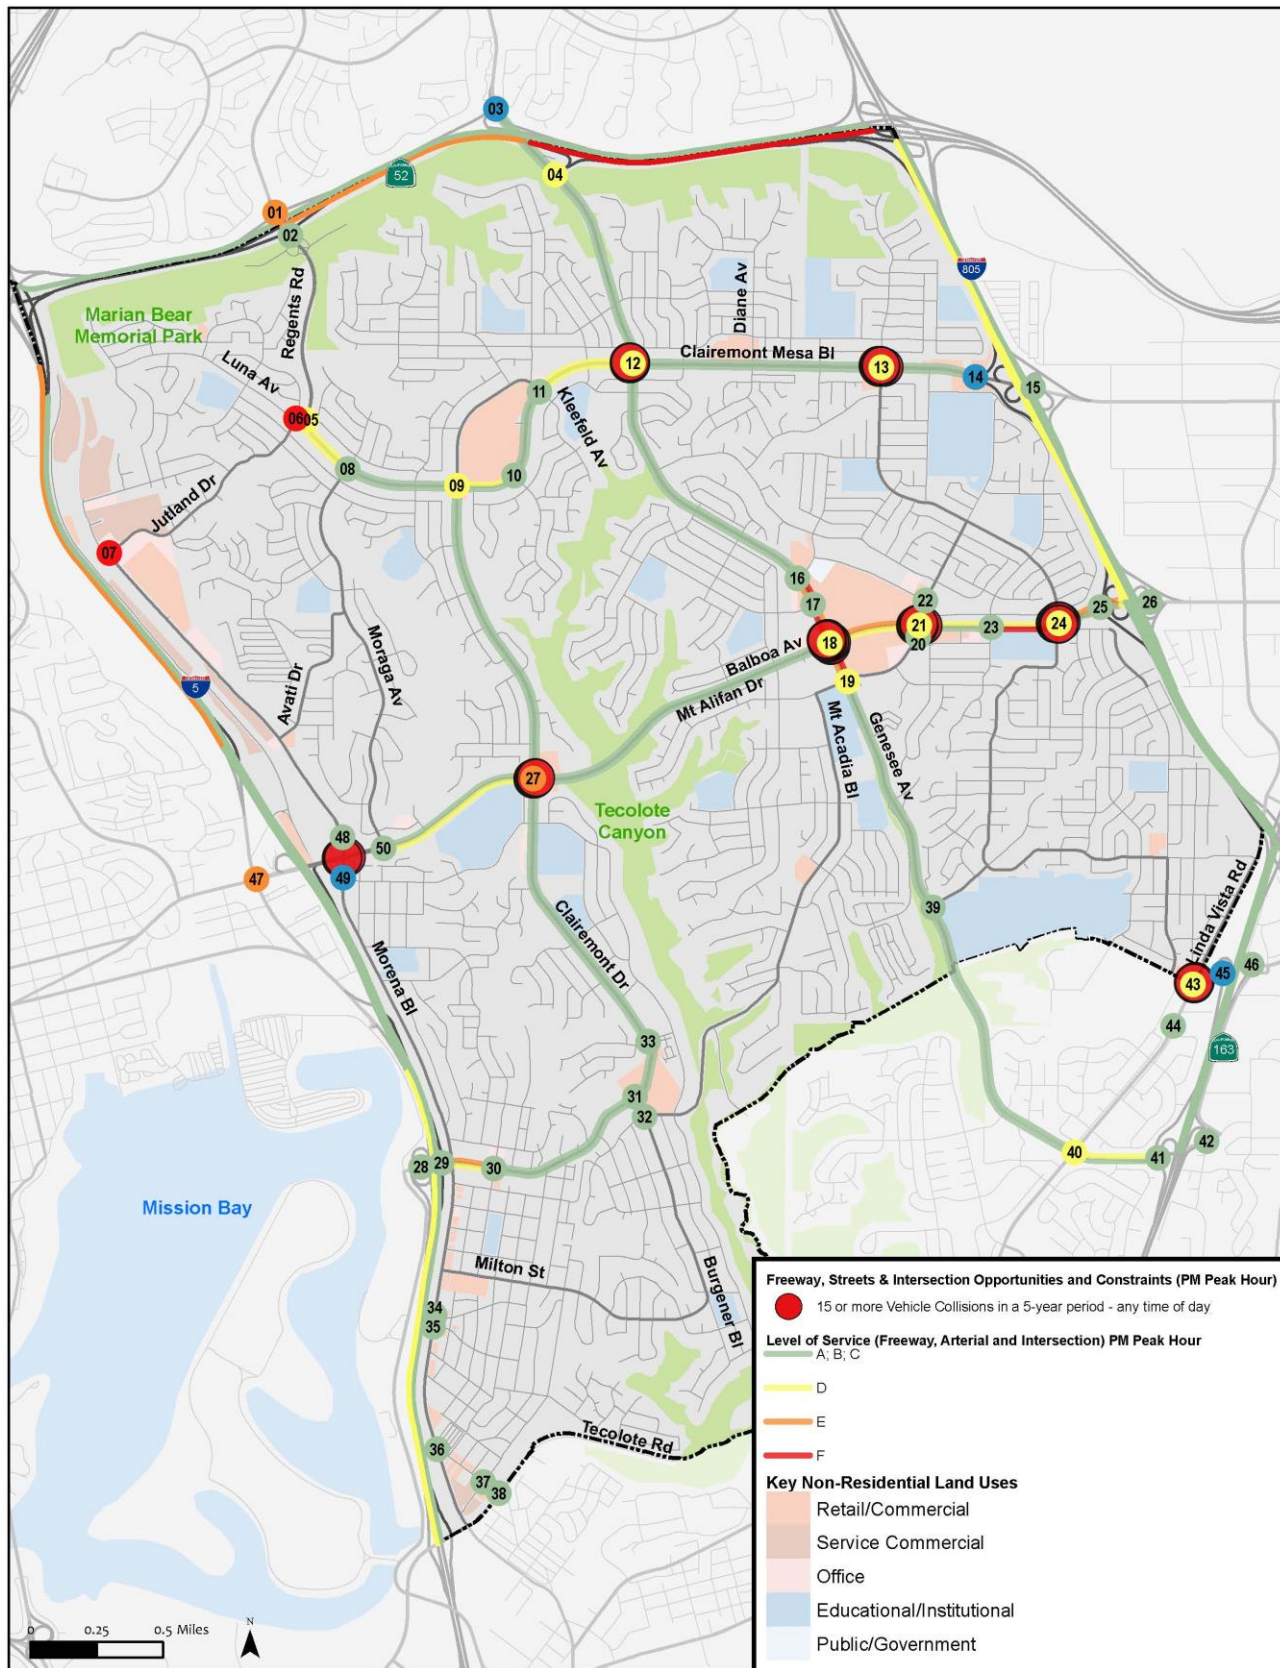 03
04
CALIFORNIA
52
01
02
805
Regents Rd
Marian Bear
Memorial Park
Luna Av
Diane Av
Clairemont Mesa Bl
12
13
14
15
11
Kleefeld Av
06
05
08
09
10
Jutland Dr
07
16
17
22
21
20
23
24
25
26
18
Balboa Av
Mt Alifan Dr
19
Moraga Av
Avati Dr
5
Mt Acadia Bl
Genesee Av
27
Tecolote
Canyon
48
50
49
47
39
Linda Vista Rd
Clairemont Dr
Morena Bl
43
45
46
44
CALIFORNIA
163
33
31
32
28
29
30
40
41
42
Mission Bay
Milton St
Burgener Bl
34
35
36
Tecolote Rd
37
38
Freeway, Streets & Intersection Opportunities and Constraints (PM Peak Hour)
15 or more Vehicle Collisions in a 5-year period - any time of day
Level of Service (Freeway, Arterial and Intersection) PM Peak Hour
A; B; C
D
E
F
Key Non-Residential Land Uses
Retail/Commercial
Service Commercial
Office
Educational/Institutional
Public/Government
0 0.25 0.5 Miles
N